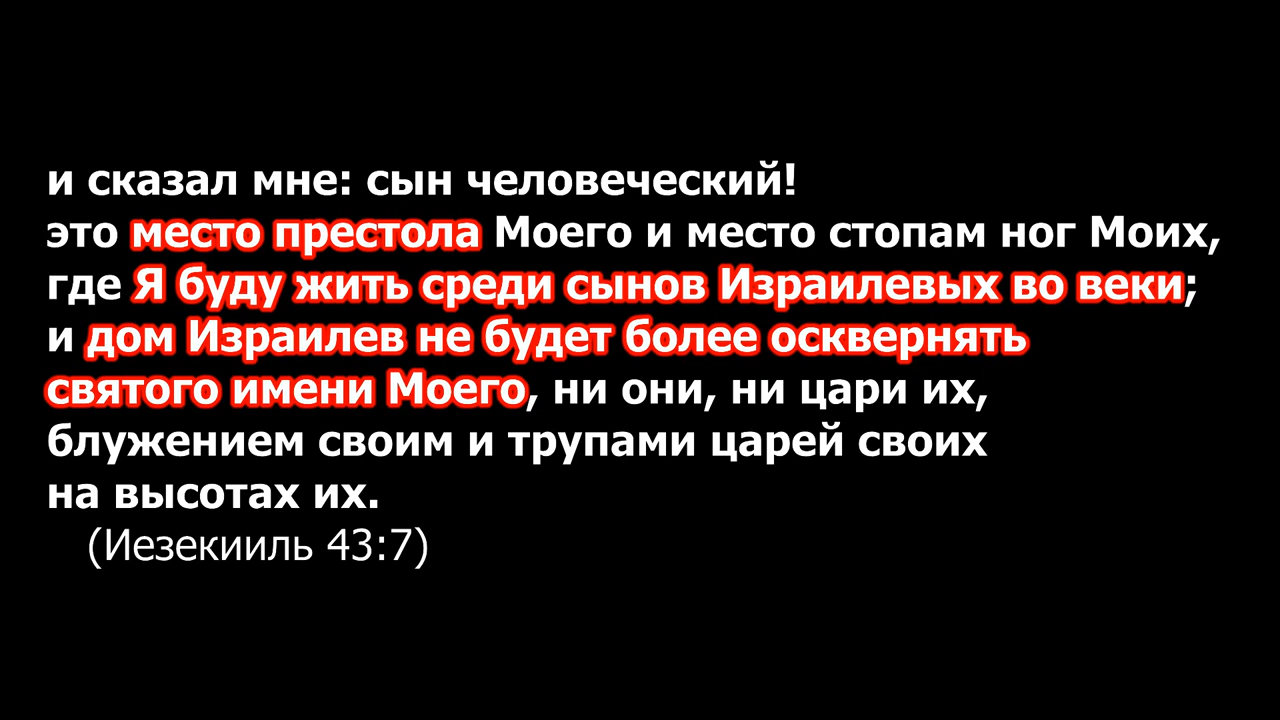 и сказал мне: сын человеческий!
это место престола Моего и место стопам ног Моих,
где Я буду жить среди сынов Израилевых во веки;
и дом Израилев не будет более осквернять
святого имени Моего, ни они, ни цари их,
блужением своим и трупами царей своих
на высотах их.
(Иезекииль 43:7)